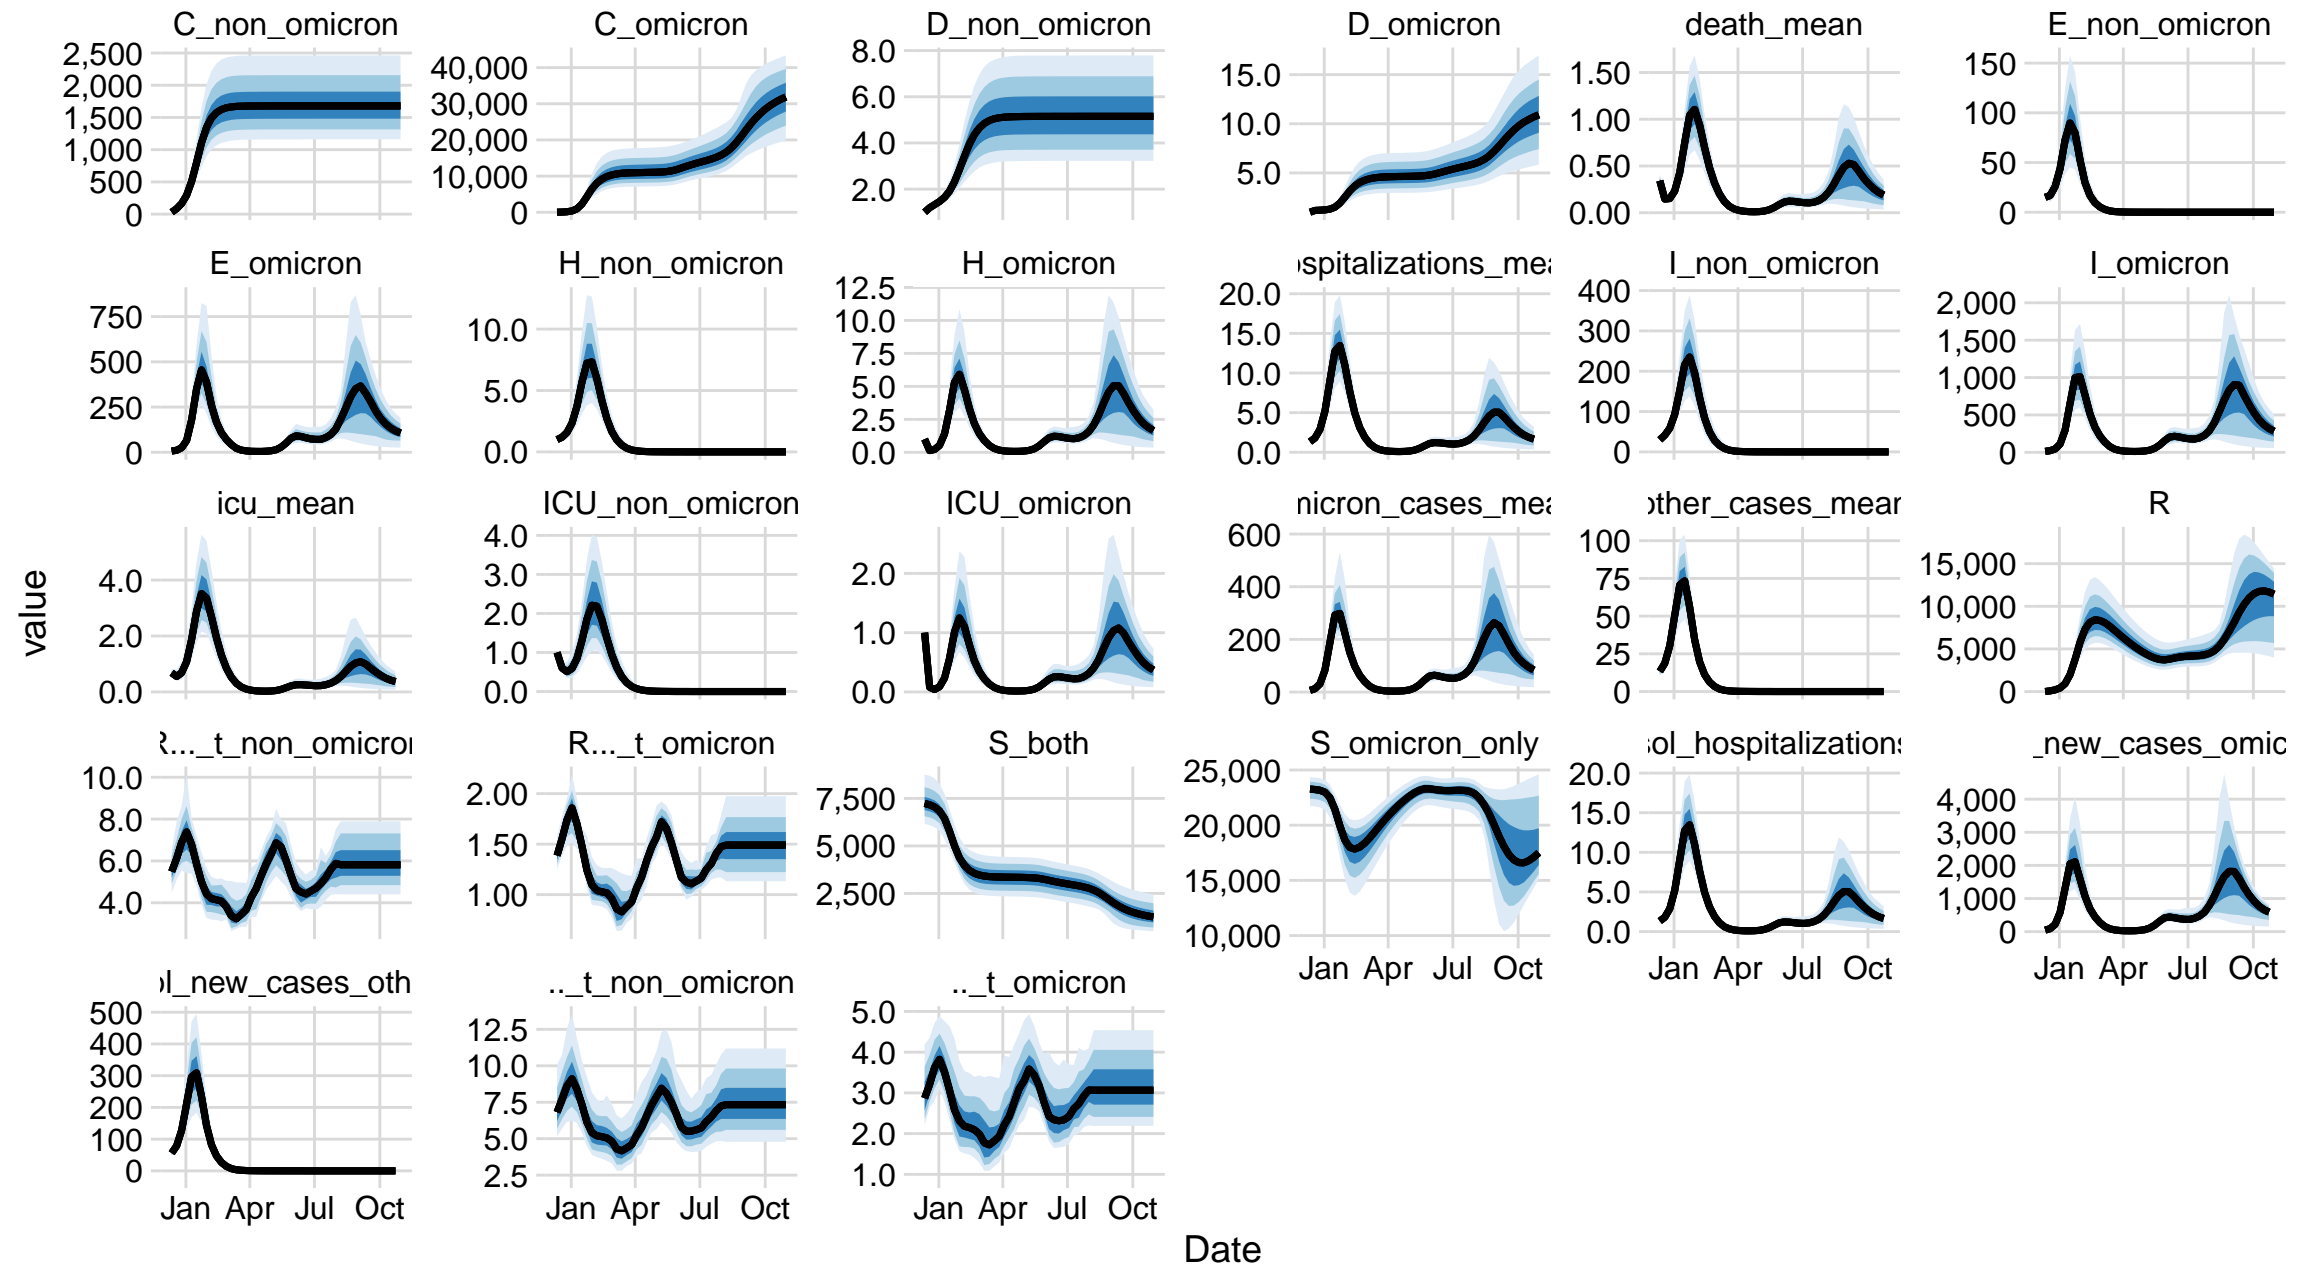 C_non_omicron C_omicron D_non_omicron D_omicron death_mean E_non_omicron
2,500 2,000 1,500 1,000 500 0
40,000 30,000 20,000 10,000 0
8.0 6.0 4.0 2.0
15.0 10.0 5.0
1.50 1.00 0.50 0.00
150 100 50 0
E_omicron H_non_omicron H_omicron ospitalizations_mea I_non_omicron I_omicron
750 500 250 0
10.0 5.0 0.0
12.5 10.0 7.5 5.0 2.5 0.0
20.0 15.0 10.0 5.0 0.0
400 300 200 100 0
2,000 1,500 1,000 500 0
icu_mean ICU_non_omicron ICU_omicron micron_cases_mea other_cases_mean R
4.0 2.0 0.0
4.0 3.0 2.0 1.0 0.0
2.0 1.0 0.0
600 400 200 0
100 75 50 25 0
15,000 10,000 5,000 0
value
R..._t_non_omicron R..._t_omicron S_both S_omicron_only sol_hospitalizations _new_cases_omic
10.0 8.0 6.0 4.0
2.00 1.50 1.00
7,500 5,000 2,500
25,000 20,000 15,000 10,000
20.0 15.0 10.0 5.0 0.0
4,000 3,000 2,000 1,000 0
Jan Apr Jul Oct Jan Apr Jul Oct Jan Apr Jul Oct
ol_new_cases_oth .._t_non_omicron .._t_omicron
500 400 300 200 100 0
12.5 10.0 7.5 5.0 2.5
5.0 4.0 3.0 2.0 1.0
Jan Apr Jul Oct Jan Apr Jul Oct Jan Apr Jul Oct
Date